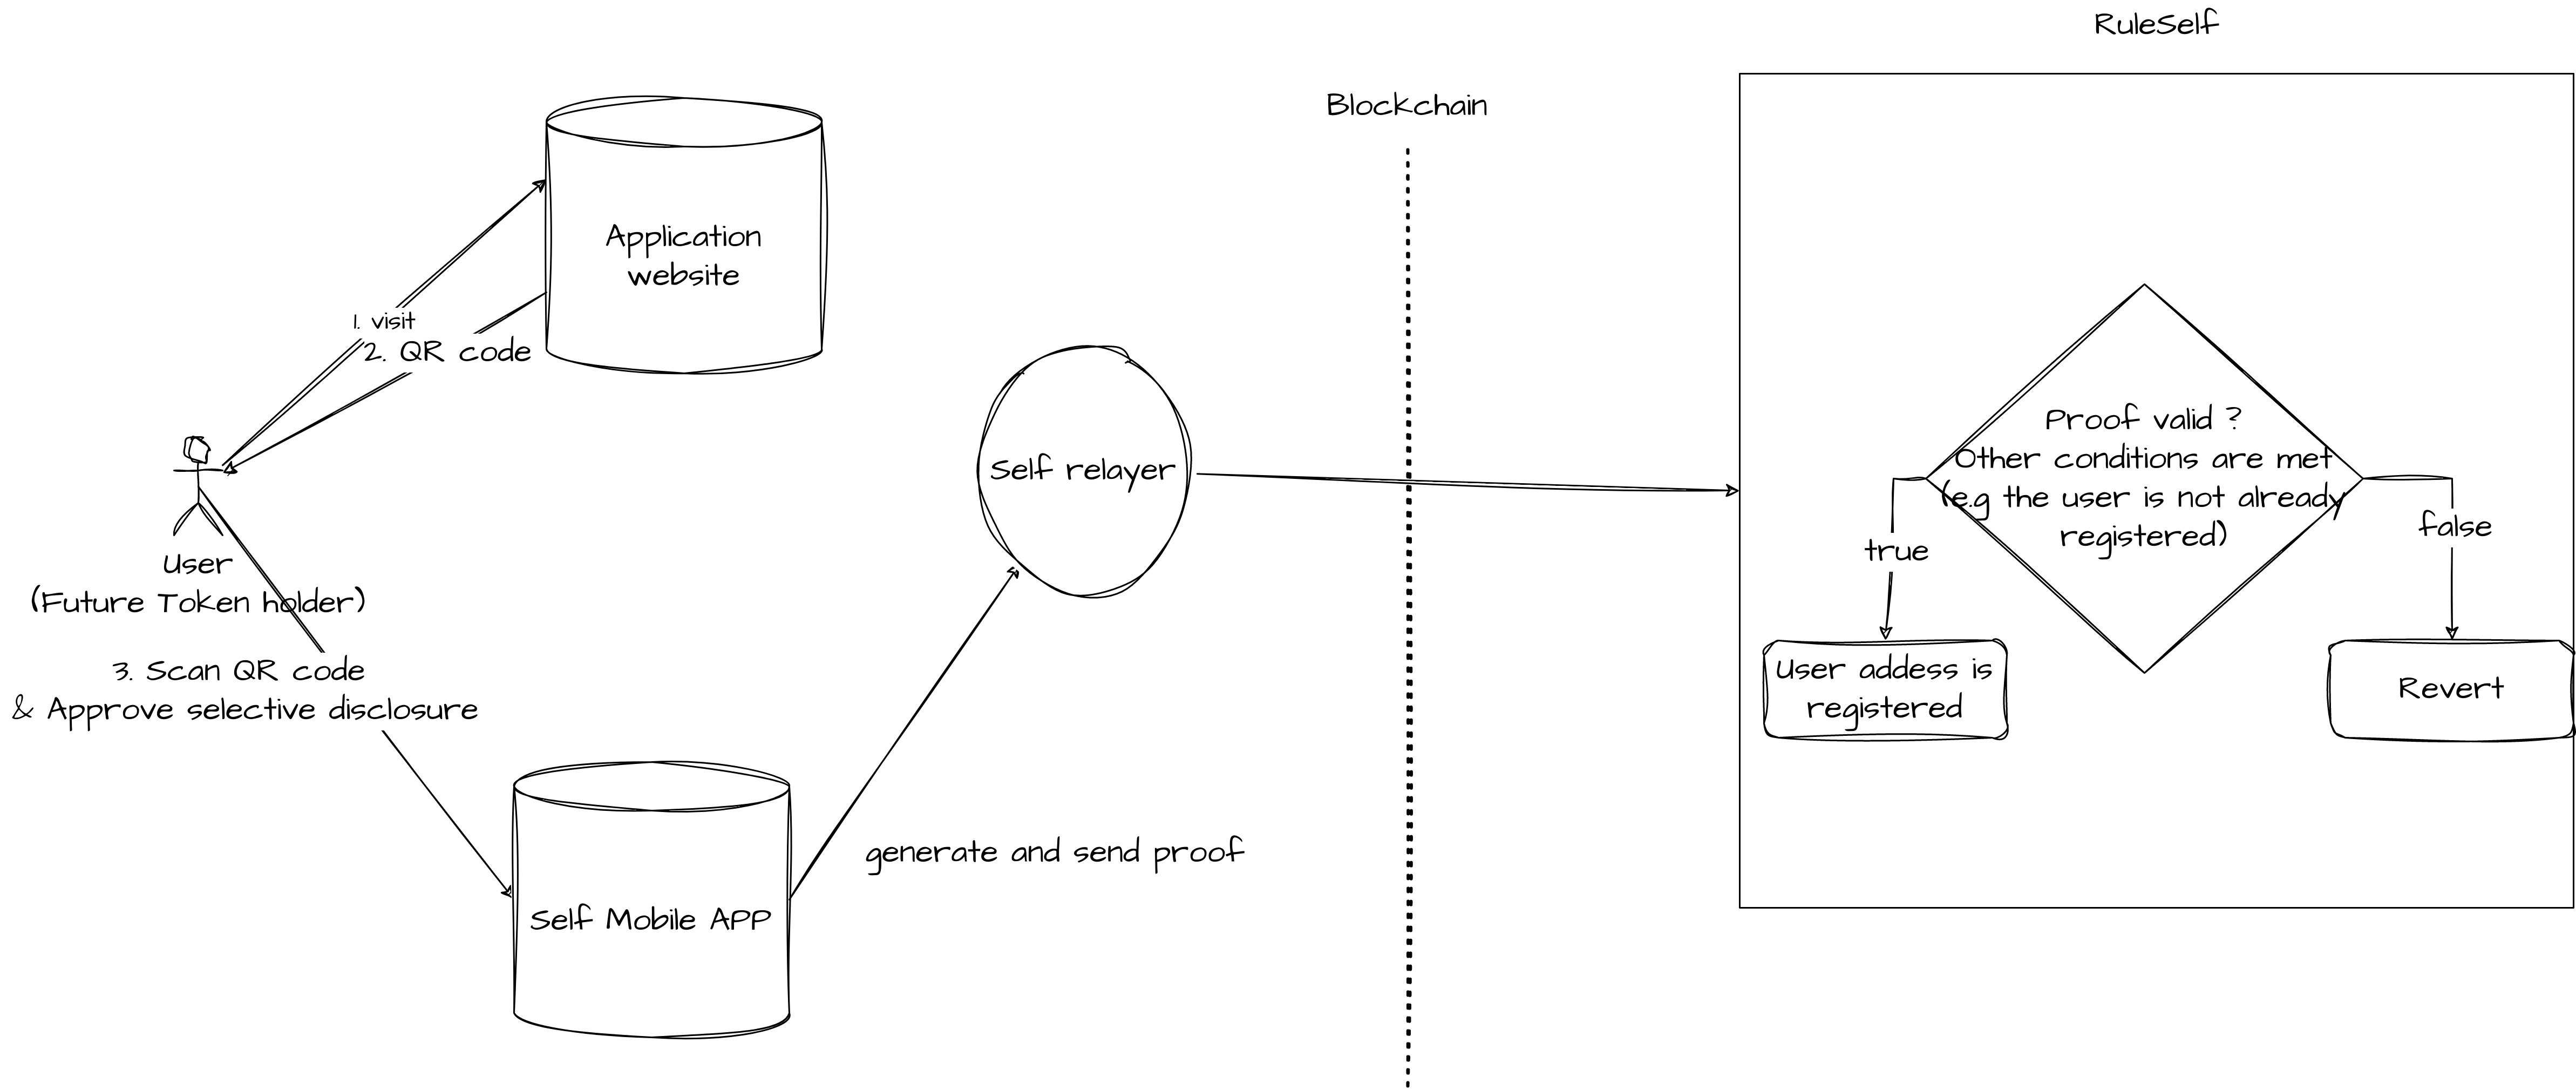 RuleSelf
Blockchain
Application
website
1. visit
2. QR code
Self relayer
User
(Future Token holder)
3. Scan QR code
& Approve selective disclosure
generate and send proof
Self Mobile APP
Proof valid ?
Other conditions are met
(e.g the user is not already
registered)
true
false
User addess is
registered
Revert